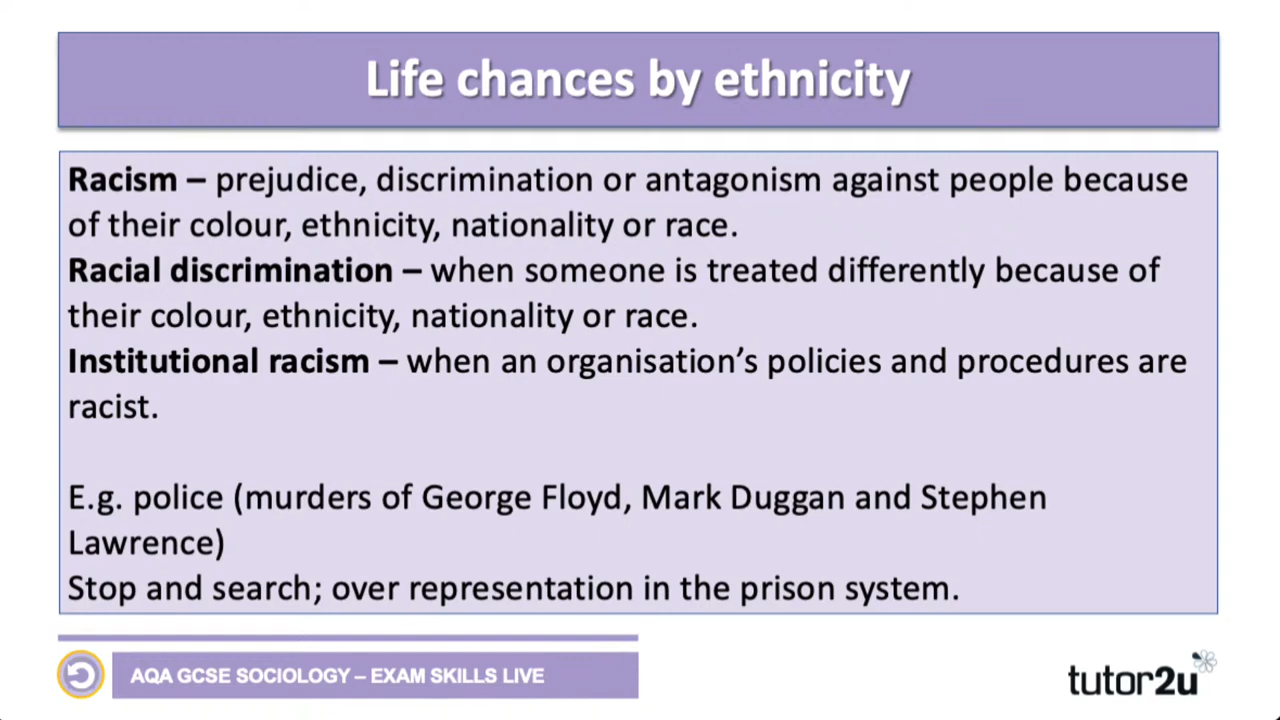 Life chances by ethnicity
Racism – prejudice, discrimination or antagonism against people because
of their colour, ethnicity, nationality or race.
Racial discrimination – when someone is treated differently because of
their colour, ethnicity, nationality or race.
Institutional racism – when an organisation’s policies and procedures are
racist.
E.g. police (murders of George Floyd, Mark Duggan and Stephen
Lawrence)
Stop and search; over representation in the prison system.
AQA GCSE SOCIOLOGY – EXAM SKILLS LIVE
tutor2u